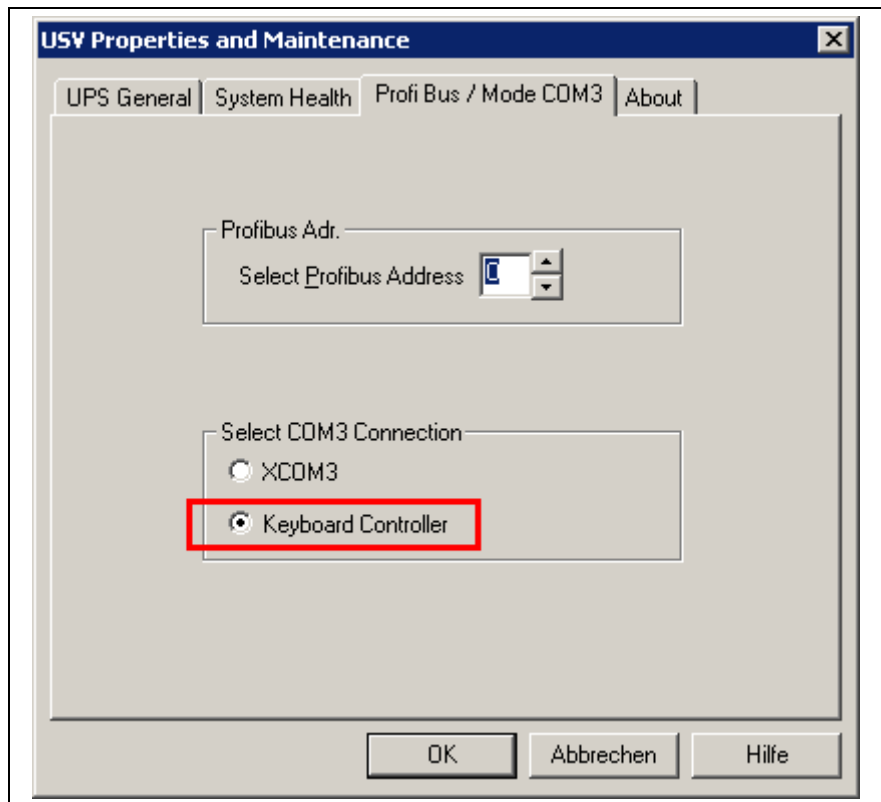 USV Properties and Maintenance
UPS General System Health Profi Bus / Mode COM3 About
Profibus Adr.
Select Profibus Address
Select COM3 Connection
XCOM3
Keyboard Controller
OK Abbrechen Hilfe